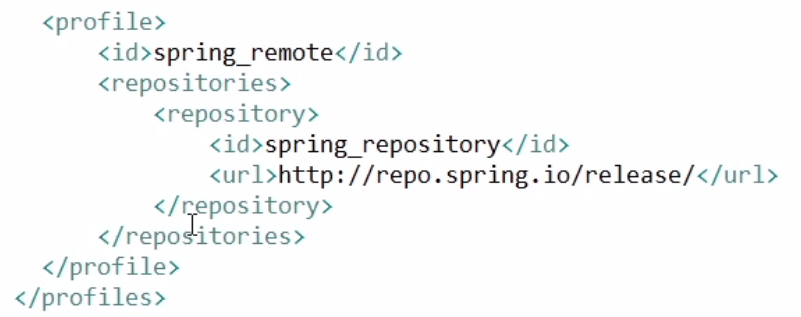 <profile>
<id>spring_remote</id>
<repositories>
<repository>
<id>spring_repository</id>
<url>http://repo.spring.io/release/</url>
</repository>
</repositories>
</profile>
</profiles>